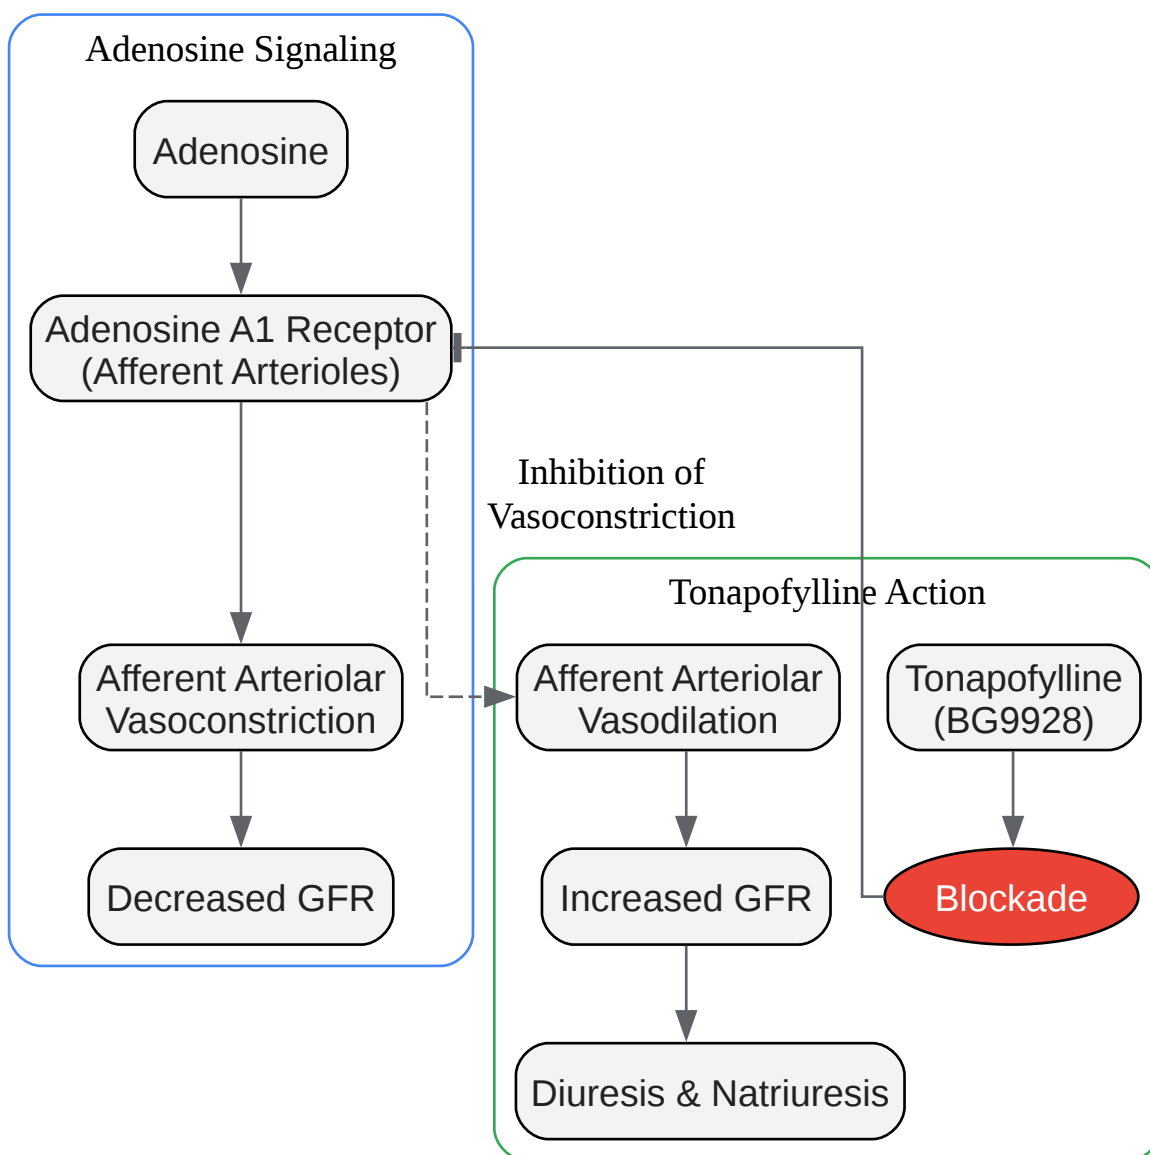 Adenosine Signaling
Adenosine
Adenosine A1 Receptor
(Afferent Arterioles)
Inhibition of
Vasoconstriction
Tonapofylline Action
Afferent Arteriolar
Vasoconstriction
Afferent Arteriolar
Vasodilation
Tonapofylline
(BG9928)
Decreased GFR
Increased GFR
Blockade
Diuresis & Natriuresis